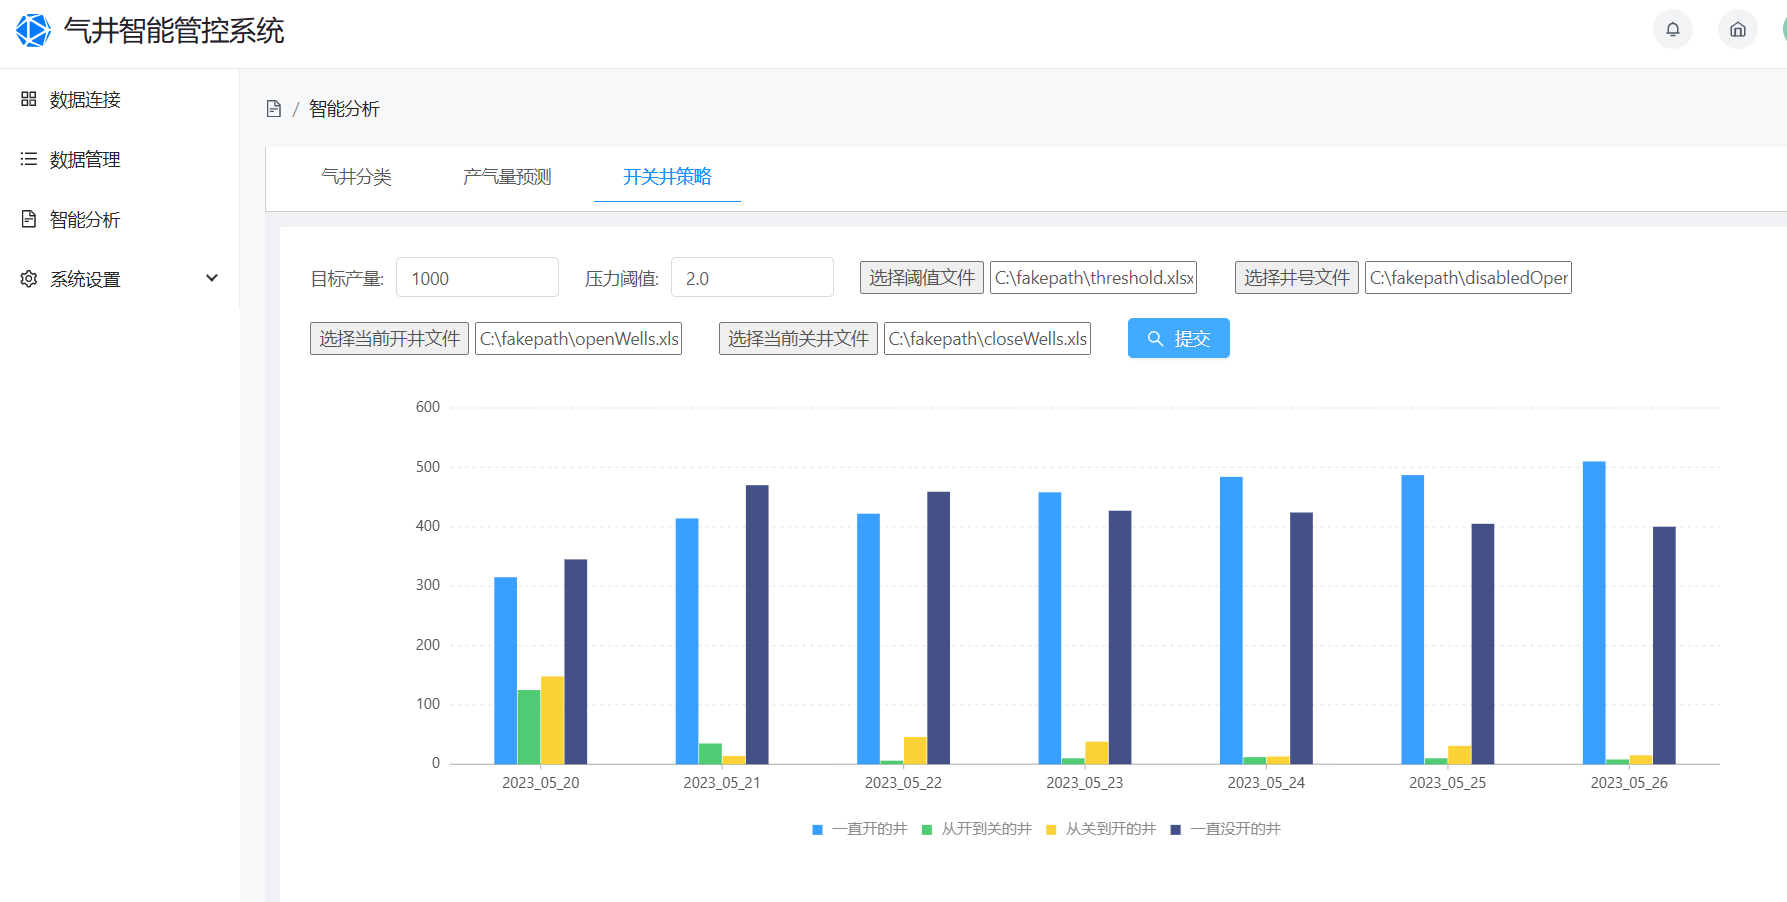 气井智能管控系统
数据连接
数据管理
智能分析
系统设置
/ 智能分析
气井分类 产气量预测 开关井策略
目标产量: 1000 压力阈值: 2.0 选择阈值文件 C:\fakepath\threshold.xlsx 选择井号文件 C:\fakepath\disabledOper
选择当前开井文件 C:\fakepath\openWells.xls 选择当前关井文件 C:\fakepath\closeWells.xls 提交
600
500
400
300
200
100
0
2023_05_20 2023_05_21 2023_05_22 2023_05_23 2023_05_24 2023_05_25 2023_05_26
一直开的井 从开到关的井 从关到开的井 一直没开的井